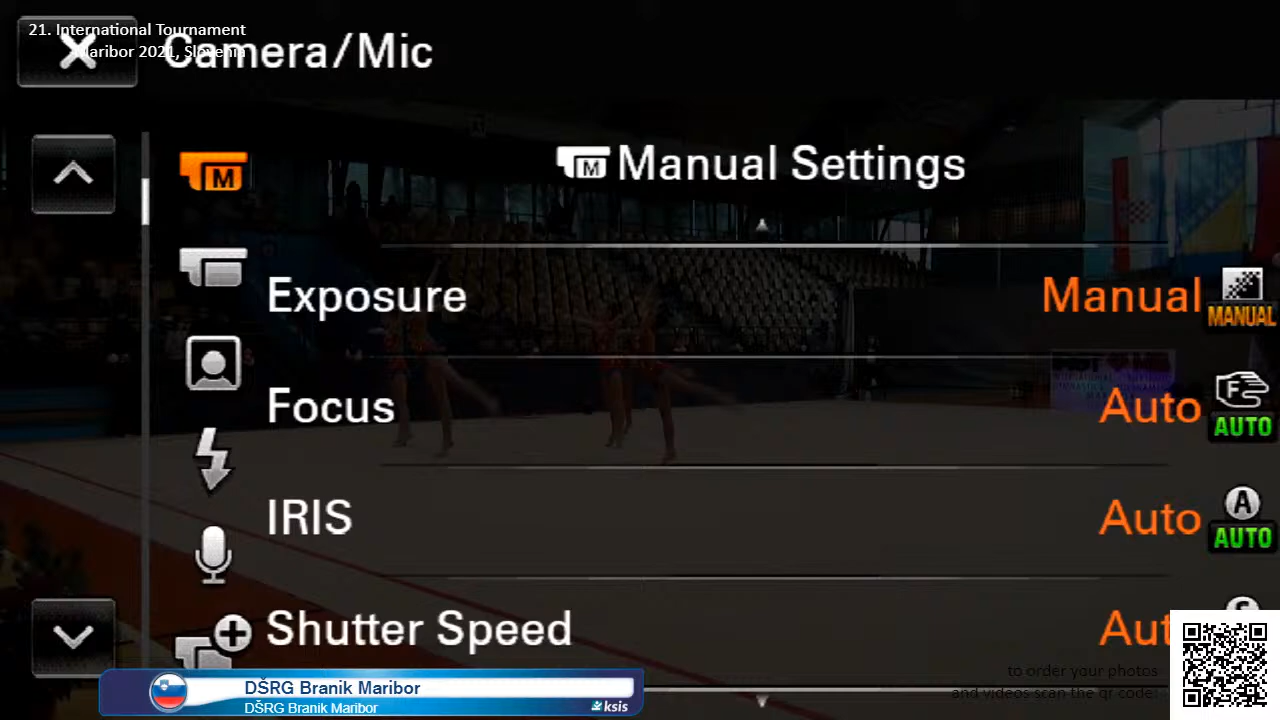 21. International Tournament
Maribor 2021, Slovenia
Camera/Mic
M
M Manual Settings
Exposure
Manual
MANUAL
Focus
Auto
F
AUTO
IRIS
Auto
A
AUTO
Shutter Speed
to order your photos
and videos scan the qr code:
DŠRG Branik Maribor
DŠRG Branik Maribor
ksis